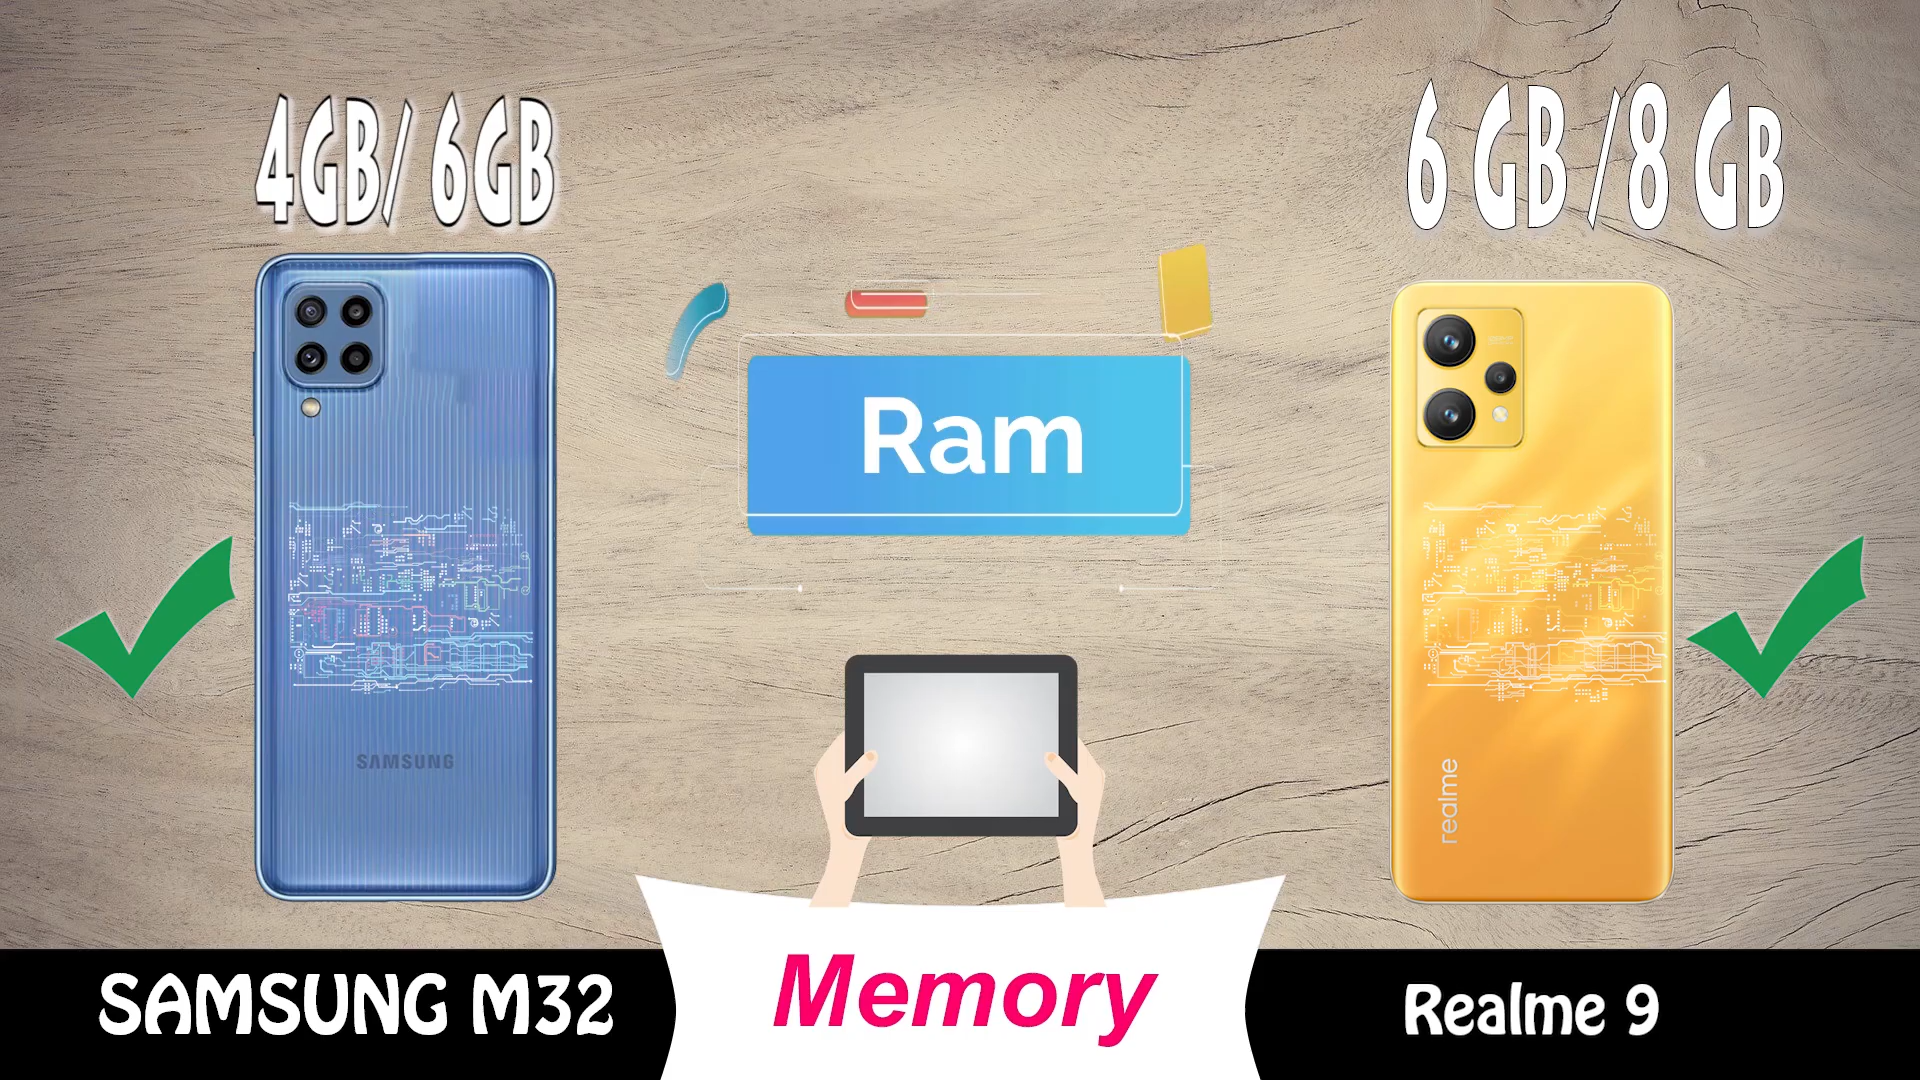 4GB/ 6GB
6 GB /8 GB
Ram
SAMSUNG
realme
SAMSUNG M32
Memory
Realme 9